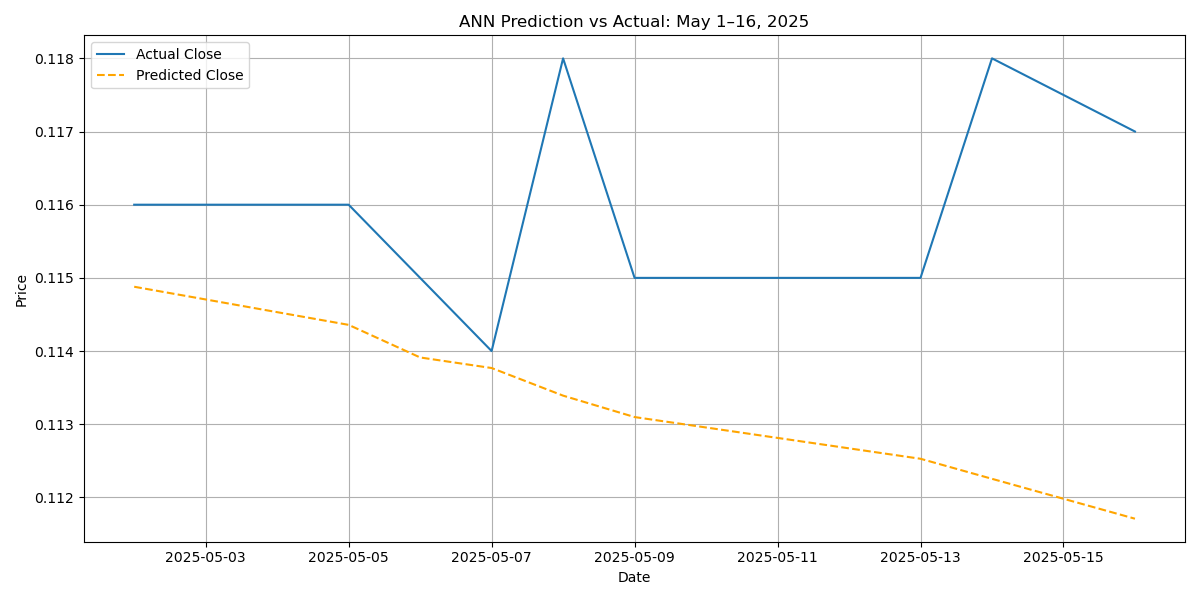 ANN Prediction vs Actual: May 1–16, 2025
Actual Close
Predicted Close
0.118
0.117
0.116
0.115
0.114
0.113
0.112
Price
2025-05-03 2025-05-05 2025-05-07 2025-05-09 2025-05-11 2025-05-13 2025-05-15
Date